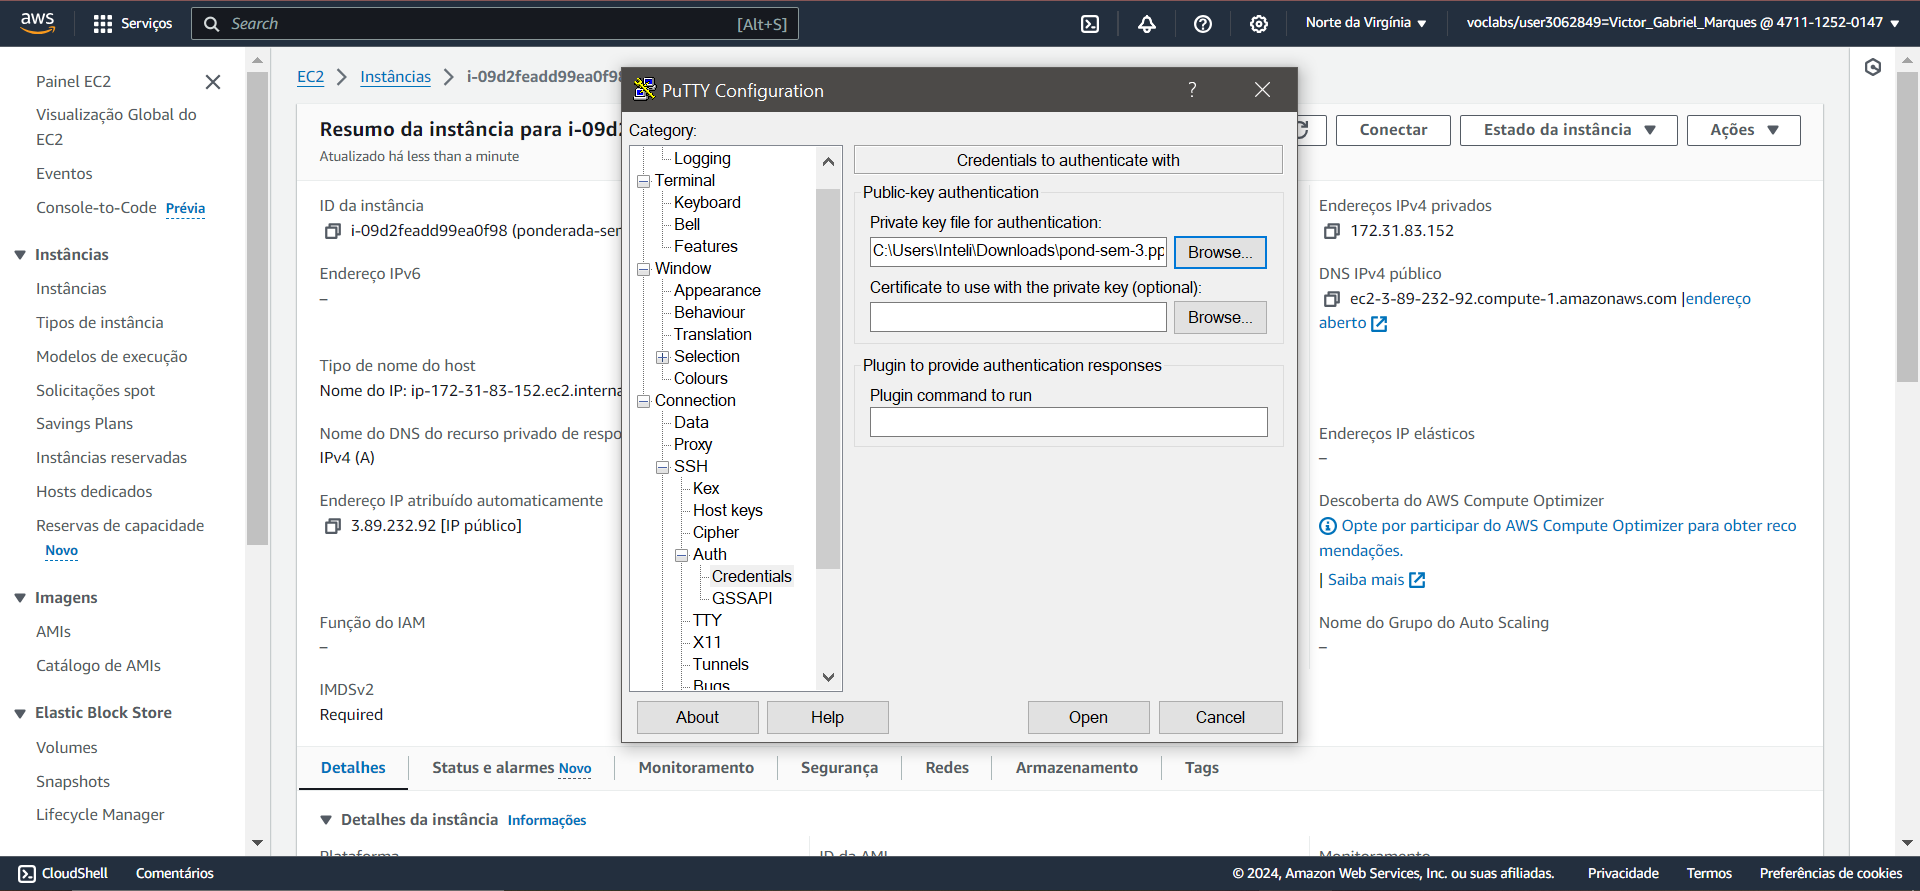 aws
Serviços
Search
[Alt+S]
Norte da Virgínia
voclabs/user3062849=Victor_Gabriel_Marques @ 4711-1252-0147
Painel EC2
Visualização Global do
EC2
Eventos
Console-to-Code Prévia
Instâncias
Instâncias
Tipos de instância
Modelos de execução
Solicitações spot
Savings Plans
Instâncias reservadas
Hosts dedicados
Reservas de capacidade
Novo
Imagens
AMIs
Catálogo de AMIs
Elastic Block Store
Volumes
Snapshots
Lifecycle Manager
EC2
Instâncias
i-09d2feadd99ea0f98
Resumo da instância para i-09d2
Atualizado há less than a minute
Conectar
Estado da instância
Ações
ID da instância
i-09d2feadd99ea0f98 (ponderada-sem
Endereço IPv6
–
Tipo de nome do host
Nome do IP: ip-172-31-83-152.ec2.interna
Nome do DNS do recurso privado de respo
IPv4 (A)
Endereço IP atribuído automaticamente
3.89.232.92 [IP público]
Função do IAM
–
IMDSv2
Required
Endereços IPv4 privados
172.31.83.152
DNS IPv4 público
ec2-3-89-232-92.compute-1.amazonaws.com |endereço
aberto
Endereços IP elásticos
–
Descoberta do AWS Compute Optimizer
Opte por participar do AWS Compute Optimizer para obter reco
mendações.
| Saiba mais
Nome do Grupo do Auto Scaling
–
PuTTY Configuration
?
Category:
Logging
Terminal
Keyboard
Bell
Features
Window
Appearance
Behaviour
Translation
Selection
Colours
Connection
Data
Proxy
SSH
Kex
Host keys
Cipher
Auth
Credentials
GSSAPI
TTY
X11
Tunnels
Bugs
Credentials to authenticate with
Public-key authentication
Private key file for authentication:
C:\Users\Inteli\Downloads\pond-sem-3.pp
Browse...
Certificate to use with the private key (optional):
Browse...
Plugin to provide authentication responses
Plugin command to run
About
Help
Open
Cancel
Detalhes
Status e alarmes Novo
Monitoramento
Segurança
Redes
Armazenamento
Tags
Detalhes da instância Informações
Plataforma
ID da AMI
Monitoramento
CloudShell
Comentários
© 2024, Amazon Web Services, Inc. ou suas afiliadas.
Privacidade
Termos
Preferências de cookies